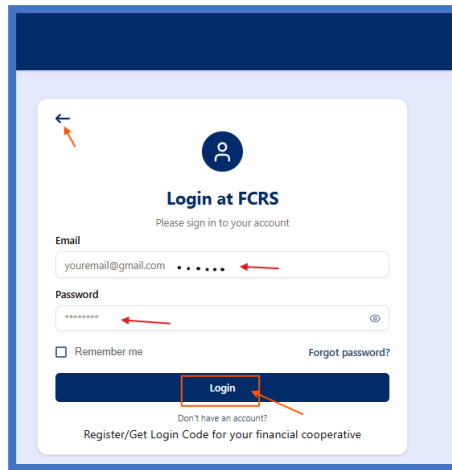 Login at FCRS
Please sign in to your account
Email
youremail@gmail.com
Password
********
Remember me Forgot password?
Login
Don't have an account?
Register/Get Login Code for your financial cooperative